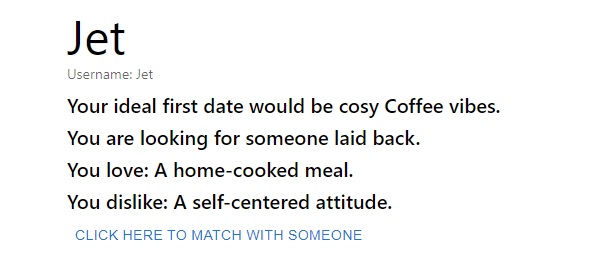 Jet
Username: Jet
Your ideal first date would be cosy Coffee vibes.
You are looking for someone laid back.
You love: A home-cooked meal.
You dislike: A self-centered attitude.
CLICK HERE TO MATCH WITH SOMEONE